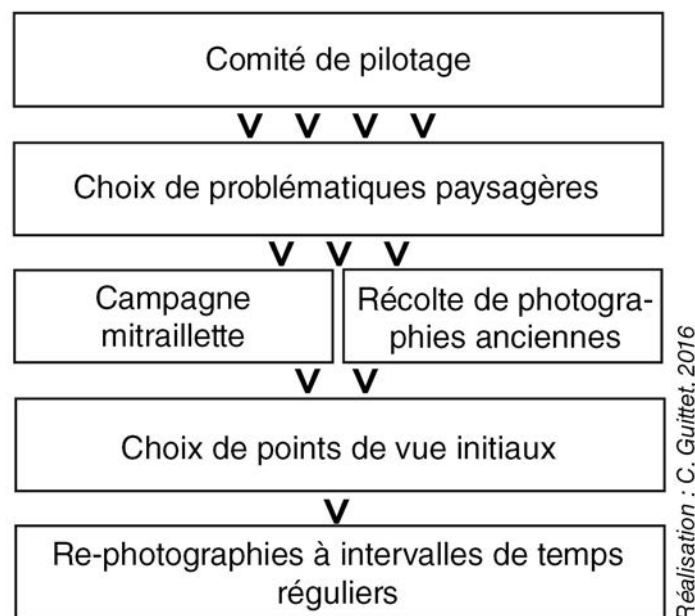 Comité de pilotage
V V V V
Choix de problématiques paysagères
V V V
Campagne
mitraillette
Récolte de photogra-
phies anciennes
V V
Choix de points de vue initiaux
V
Re-photographies à intervalles de temps
réguliers
Réalisation : C. Guittet, 2016